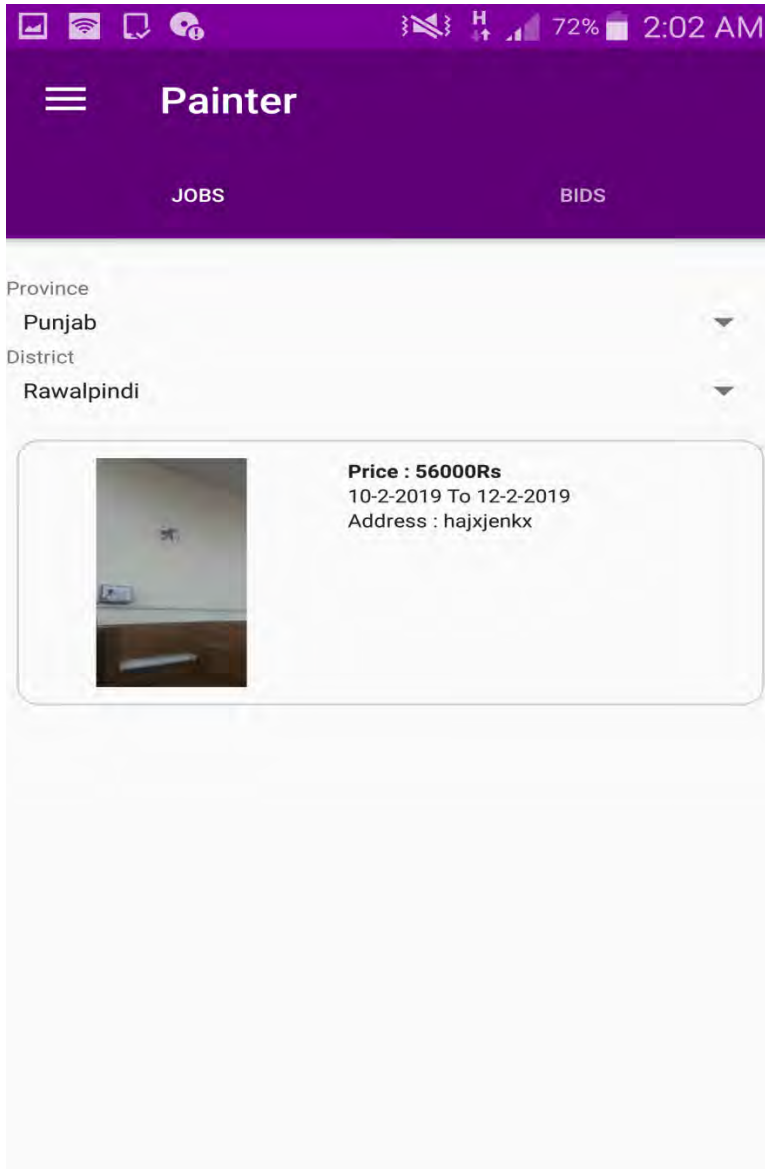 H 72% 2:02 AM
Painter
JOBS BIDS
Province
Punjab
District
Rawalpindi
Price : 56000Rs
10-2-2019 To 12-2-2019
Address : hajxjenkx